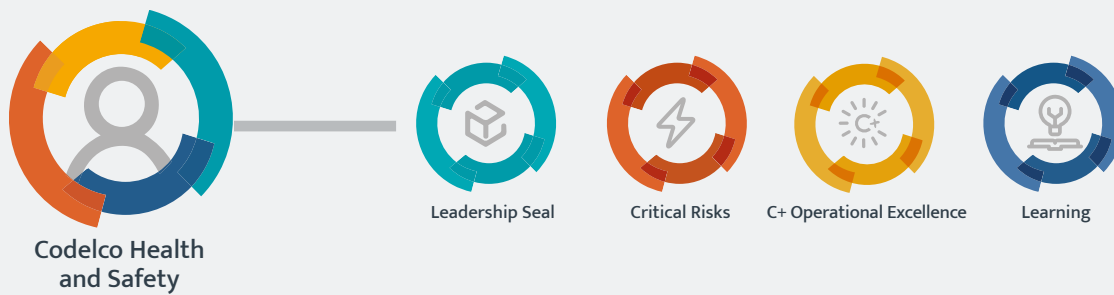 Leadership Seal
Critical Risks
C+ Operational Excellence
Learning
Codelco Health
and Safety
C+